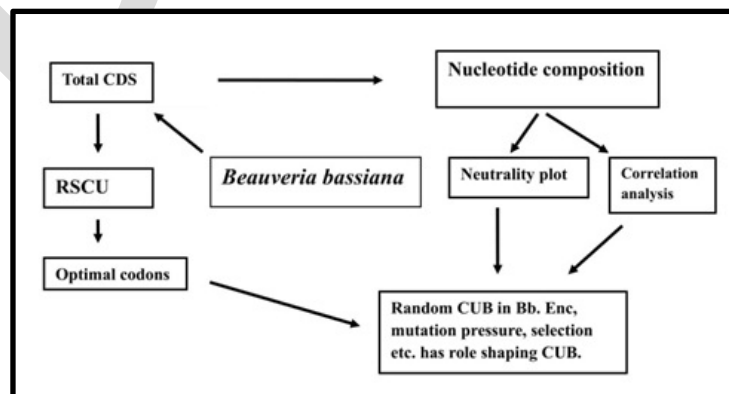 Total CDS
Nucleotide composition
RSCU
Beauveria bassiana
Neutrality plot
Correlation
analysis
Optimal codons
Random CUB in Bb. Enc,
mutation pressure, selection
etc. has role shaping CUB.